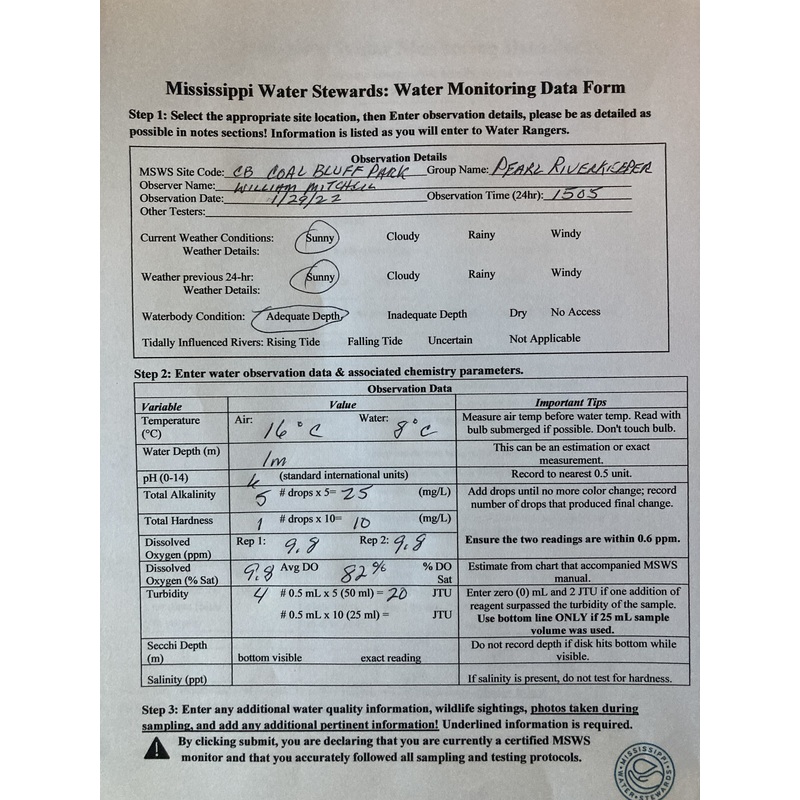 Mississippi Water Stewards: Water Monitoring Data Form
Step 1: Select the appropriate site location, then Enter observation details, please be as detailed as
possible in notes sections! Information is listed as you will enter to Water Rangers.
Observation Details
MSWS Site Code: CB COAL BLUFF PARK Group Name: PEARL RIVERKEEPER
Observer Name: WILLIAM MITCHELL
Observation Date: 1/29/22 Observation Time (24hr): 1505
Other Testers:
Current Weather Conditions: Sunny Cloudy Rainy Windy
Weather Details:
Weather previous 24-hr: Sunny Cloudy Rainy Windy
Weather Details:
Waterbody Condition: Adequate Depth Inadequate Depth Dry No Access
Tidally Influenced Rivers: Rising Tide Falling Tide Uncertain Not Applicable
Step 2: Enter water observation data & associated chemistry parameters.
Observation Data
Variable Value Important Tips
Temperature (°C) Air: 16°C Water: 8°C Measure air temp before water temp. Read with
bulb submerged if possible. Don't touch bulb.
Water Depth (m) 1m This can be an estimation or exact
measurement.
pH (0-14) (standard international units) Record to nearest 0.5 unit.
Total Alkalinity 5 # drops x 5= 25 (mg/L) Add drops until no more color change; record
number of drops that produced final change.
Total Hardness 1 # drops x 10= 10 (mg/L)
Dissolved Oxygen (ppm) Rep 1: 9.8 Rep 2: 9.8 Ensure the two readings are within 0.6 ppm.
Dissolved Oxygen (% Sat) 9.8 Avg DO 82% % DO Sat Estimate from chart that accompanied MSWS
manual.
Turbidity 4 # 0.5 mL x 5 (50 ml) = 20 JTU Enter zero (0) mL and 2 JTU if one addition of
reagent surpassed the turbidity of the sample.
# 0.5 mL x 10 (25 ml) = JTU Use bottom line ONLY if 25 mL sample
volume was used.
Secchi Depth (m) bottom visible exact reading Do not record depth if disk hits bottom while
visible.
Salinity (ppt) If salinity is present, do not test for hardness.
Step 3: Enter any additional water quality information, wildlife sightings, photos taken during
sampling, and add any additional pertinent information! Underlined information is required.
By clicking submit, you are declaring that you are currently a certified MSWS
monitor and that you accurately followed all sampling and testing protocols.
MISSISSIPPI WATER STEWARDS